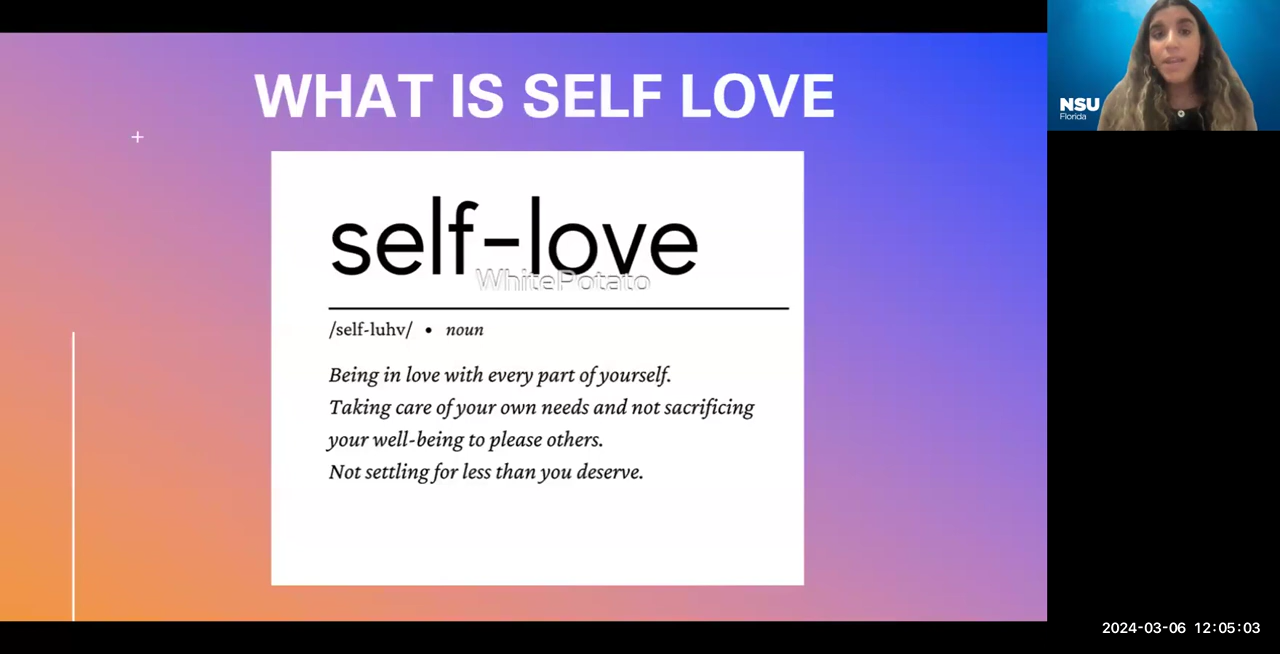 WHAT IS SELF LOVE
self-love
WhitePotato
/self-luhv/ • noun
Being in love with every part of yourself.
Taking care of your own needs and not sacrificing
your well-being to please others.
Not settling for less than you deserve.
NSU
Florida
2024-03-06 12:05:03